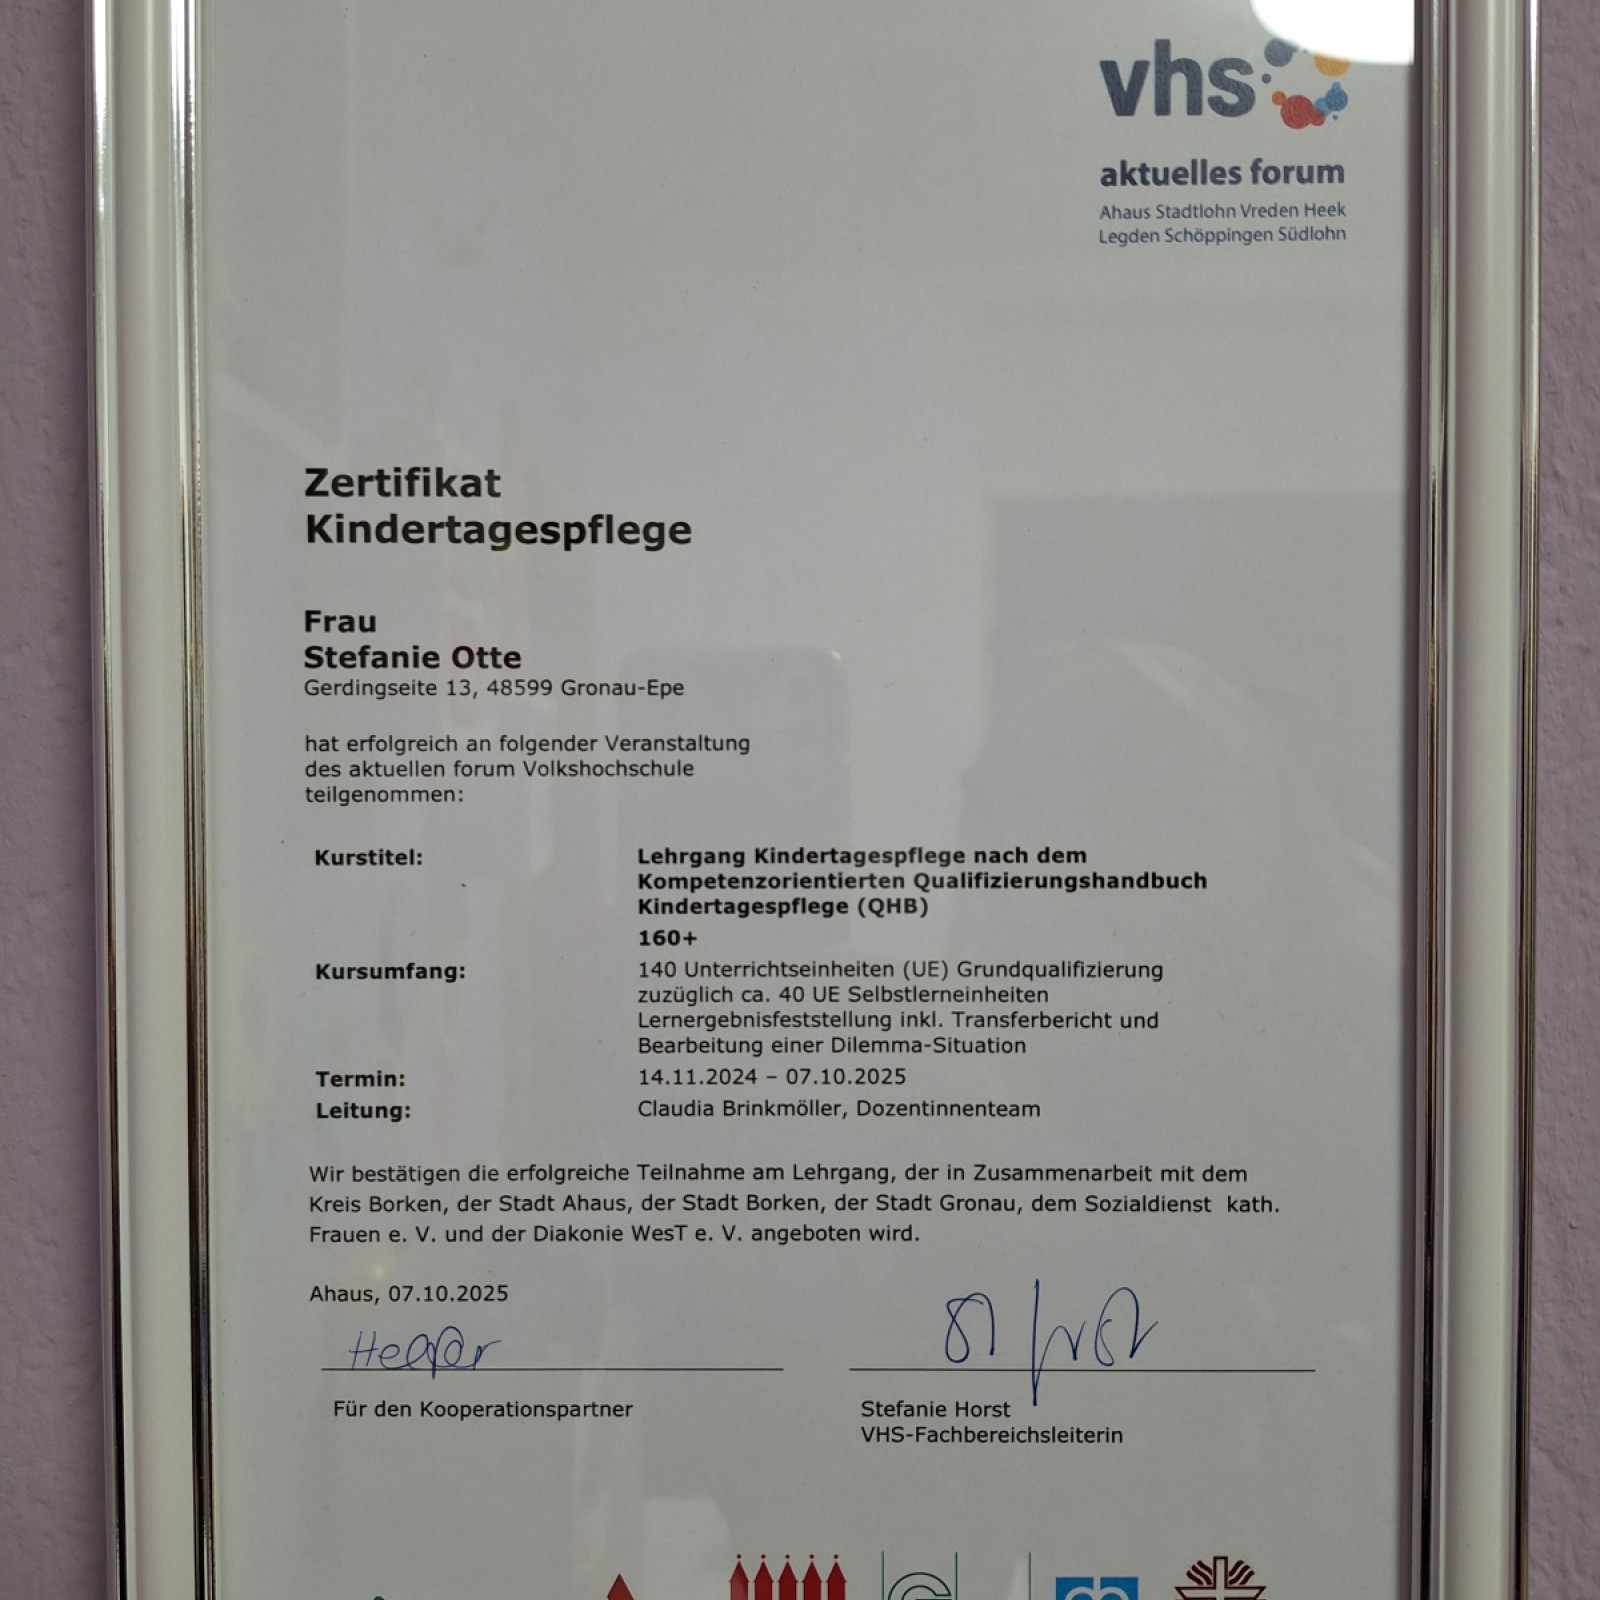 vhs
aktuelles forum
Ahaus Stadtlohn Vreden Heek
Legden Schöppingen Südlohn
Zertifikat
Kindertagespflege
Frau
Stefanie Otte
Gerdingseite 13, 48599 Gronau-Epe
hat erfolgreich an folgender Veranstaltung
des aktuellen forum Volkshochschule
teilgenommen:
Kurstitel: Lehrgang Kindertagespflege nach dem
Kompetenzorientierten Qualifizierungshandbuch
Kindertagespflege (QHB)
160+
Kursumfang: 140 Unterrichtseinheiten (UE) Grundqualifizierung
zuzüglich ca. 40 UE Selbstlerneinheiten
Lernergebnisfeststellung inkl. Transferbericht und
Bearbeitung einer Dilemma-Situation
Termin: 14.11.2024 – 07.10.2025
Leitung: Claudia Brinkmöller, Dozentinnenteam
Wir bestätigen die erfolgreiche Teilnahme am Lehrgang, der in Zusammenarbeit mit dem
Kreis Borken, der Stadt Ahaus, der Stadt Borken, der Stadt Gronau, dem Sozialdienst kath.
Frauen e. V. und der Diakonie WesT e. V. angeboten wird.
Ahaus, 07.10.2025
Für den Kooperationspartner
Stefanie Horst
VHS-Fachbereichsleiterin